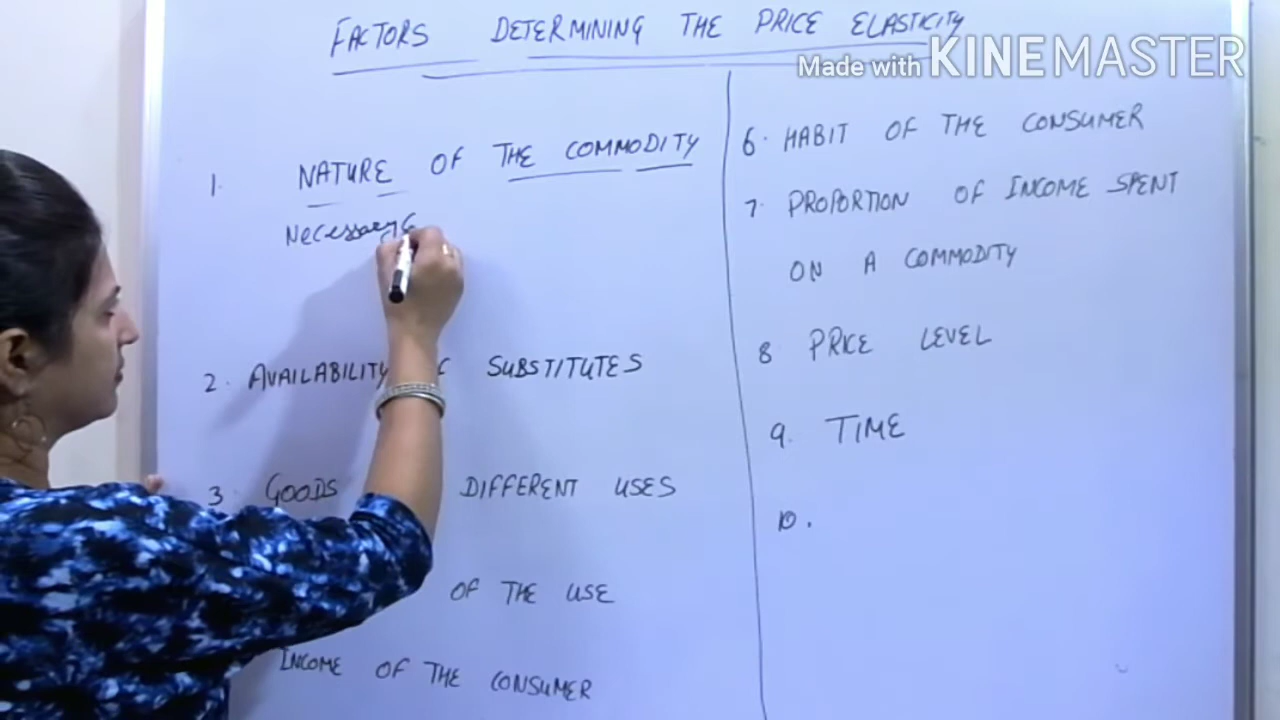 FACTORS DETERMINING THE PRICE ELASTICITY
Made with KINEMASTER
1. NATURE OF THE COMMODITY
Necessary G
2. AVAILABILITY SUBSTITUTES
3 GOODS DIFFERENT USES
OF THE USE
INCOME OF THE CONSUMER
6. HABIT OF THE CONSUMER
7. PROPORTION OF INCOME SPENT
ON A COMMODITY
8 PRICE LEVEL
9. TIME
10.